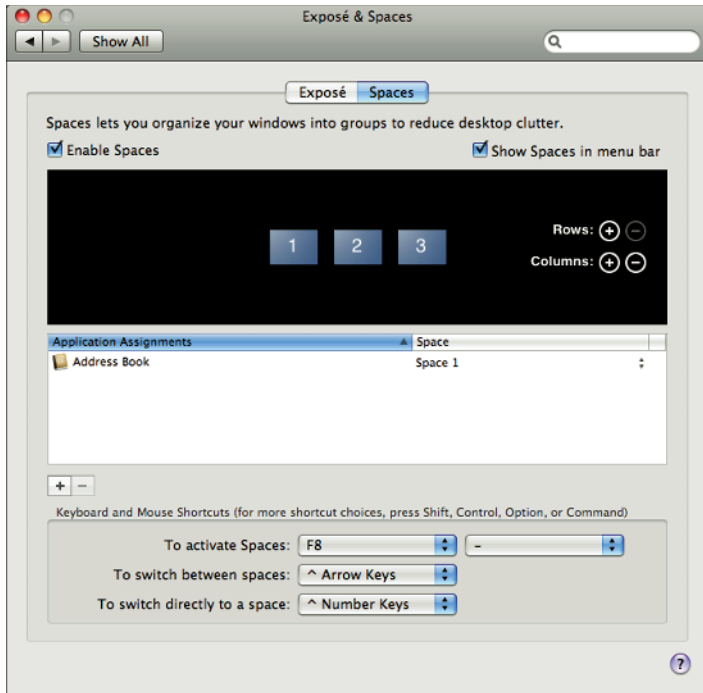 Exposé & Spaces
Show All
Exposé Spaces
Spaces lets you organize your windows into groups to reduce desktop clutter.
Enable Spaces Show Spaces in menu bar
1 2 3
Rows: + −
Columns: + −
Application Assignments Space
Address Book Space 1
+ −
Keyboard and Mouse Shortcuts (for more shortcut choices, press Shift, Control, Option, or Command)
To activate Spaces: F8 –
To switch between spaces: ^ Arrow Keys
To switch directly to a space: ^ Number Keys
?